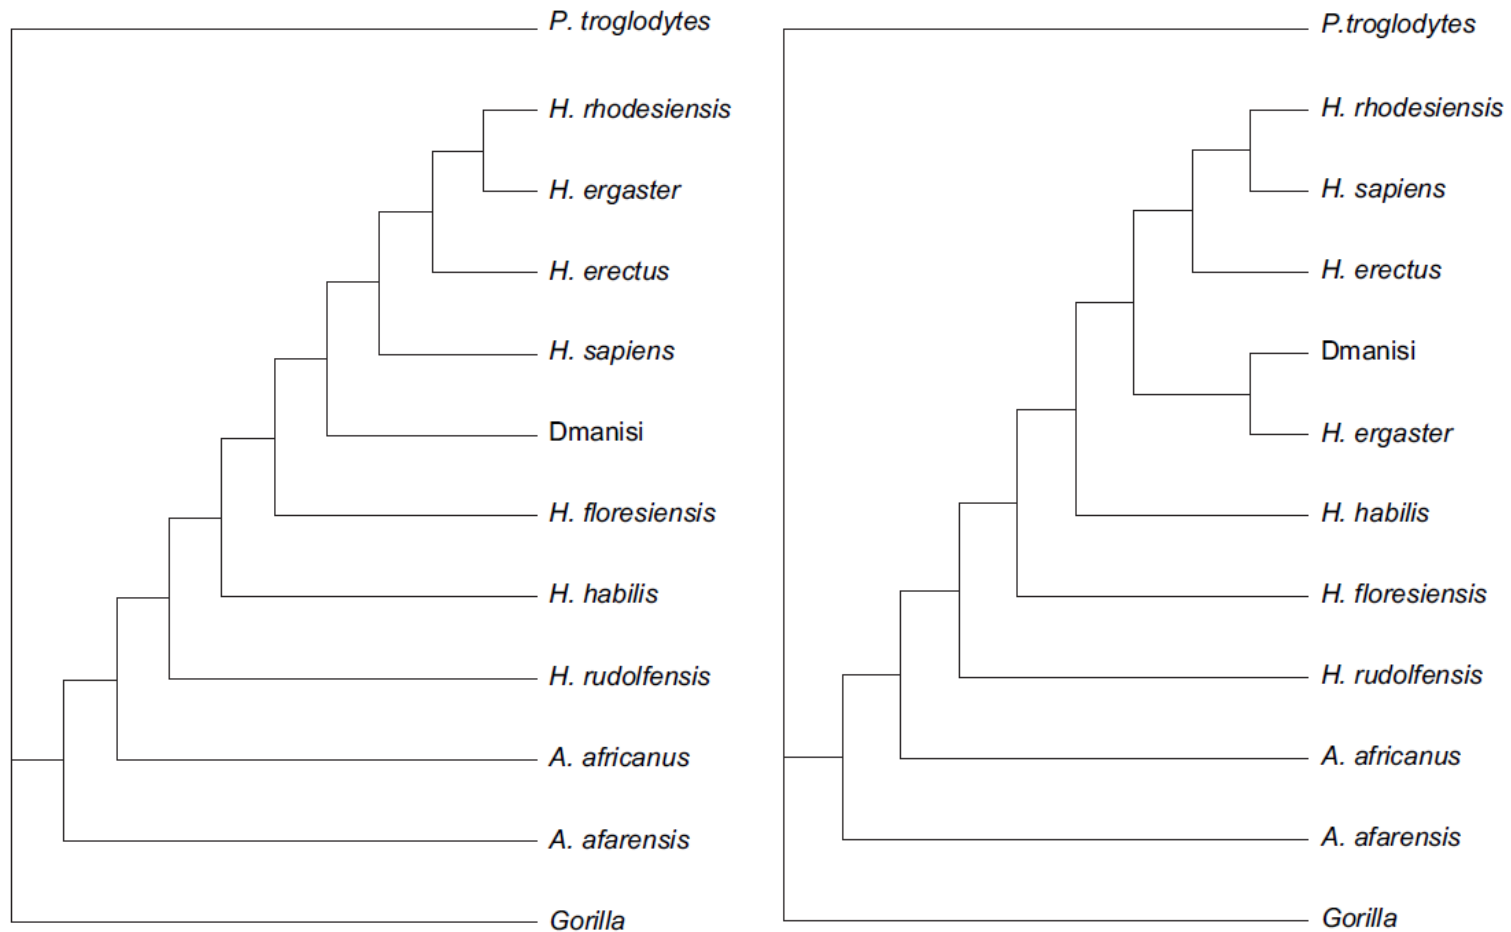 P. troglodytes
H. rhodesiensis
H. ergaster
H. erectus
H. sapiens
Dmanisi
H. floresiensis
H. habilis
H. rudolfensis
A. africanus
A. afarensis
Gorilla
P.troglodytes
H. rhodesiensis
H. sapiens
H. erectus
Dmanisi
H. ergaster
H. habilis
H. floresiensis
H. rudolfensis
A. africanus
A. afarensis
Gorilla